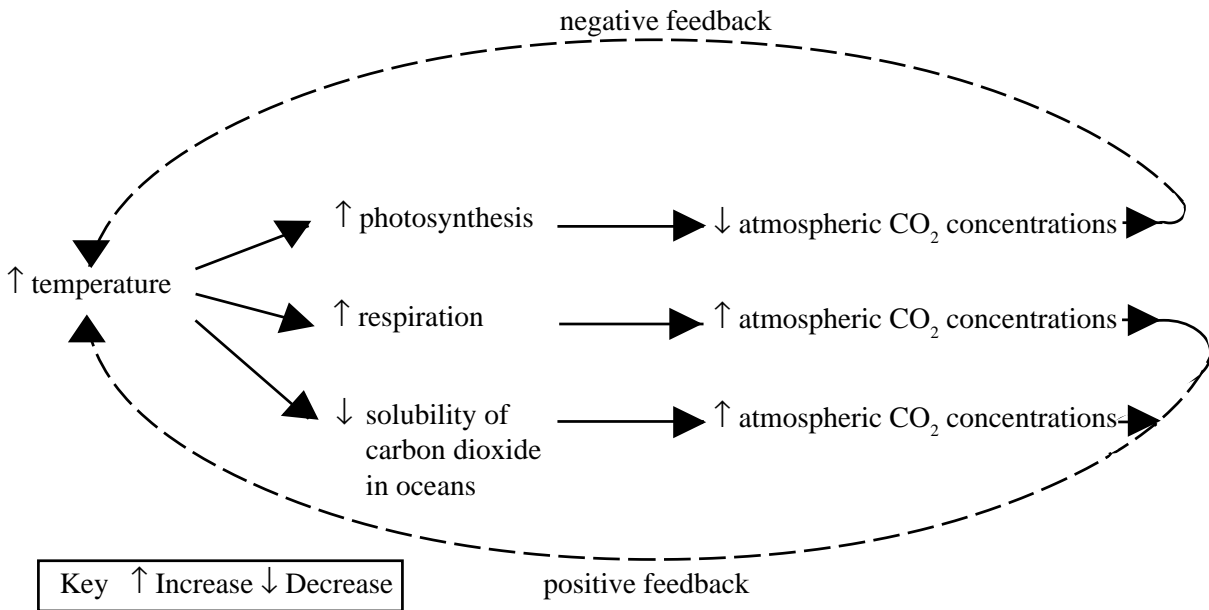 negative feedback
↑ photosynthesis
↓ atmospheric CO₂ concentrations
↑ temperature
↑ respiration
↑ atmospheric CO₂ concentrations
↓ solubility of
carbon dioxide
in oceans
↑ atmospheric CO₂ concentrations
positive feedback
Key ↑ Increase ↓ Decrease